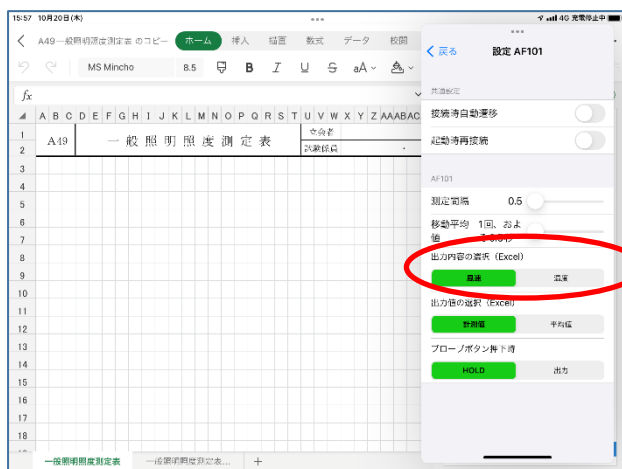 15:57 10月20日(木)
4G 充電停止中
A49一般照明照度測定表 のコピー ホーム 挿入 描画 数式 データ 校閲
MS Mincho 8.5 B I U aA
fx
A B C D E F G H I J K L M N O P Q R S T U V W X Y Z AA AB AC
1 A49 一般照明照度測定表 立会者
2 試験係員
3
4
5
6
7
8
9
10
11
12
13
14
15
16
17
18
一般照明照度測定表 一般照明照度測定表... +
戻る 設定 AF101
共通設定
接続時自動遷移
起動時再接続
AF101
測定間隔 0.5
移動平均 1回、およ
値
出力内容の選択（Excel）
風速 温度
出力値の選択（Excel）
計測値 平均値
プローブボタン押下時
HOLD 出力